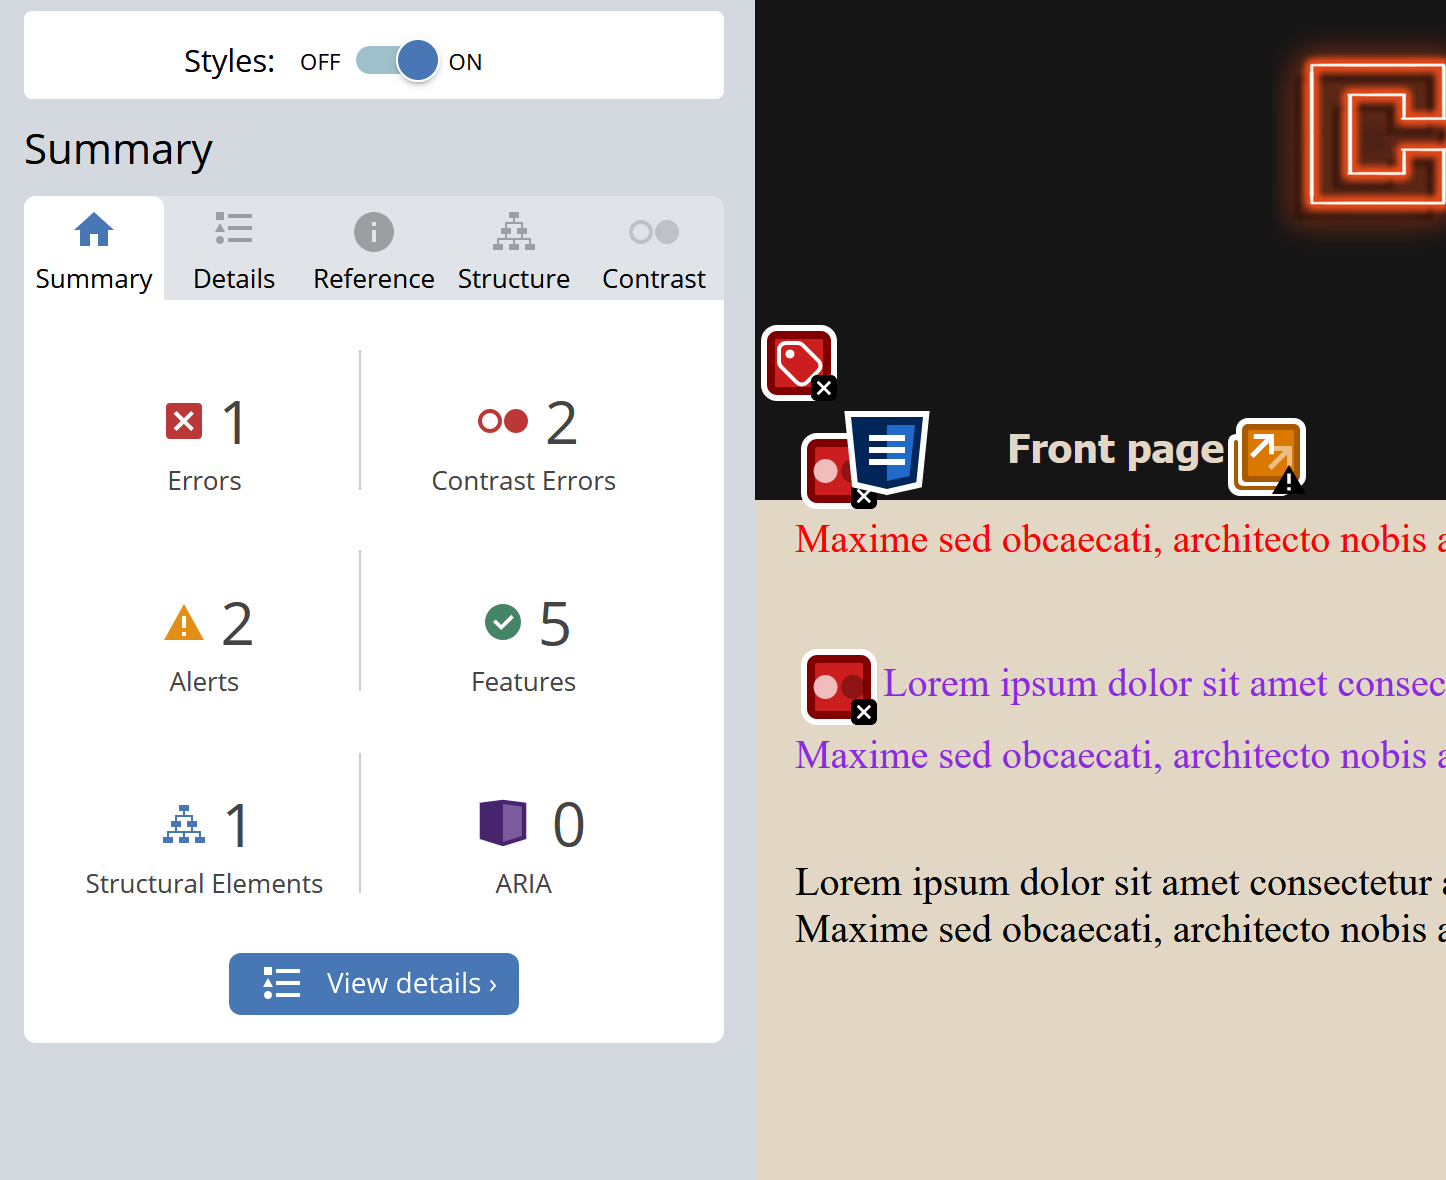 Styles: OFF ON
Summary
Summary Details Reference Structure Contrast
1 2
Errors Contrast Errors
2 5
Alerts Features
1 0
Structural Elements ARIA
View details ›
C
Front page
Maxime sed obcaecati, architecto nobis a
Lorem ipsum dolor sit amet consec
Maxime sed obcaecati, architecto nobis a
Lorem ipsum dolor sit amet consectetur a
Maxime sed obcaecati, architecto nobis a